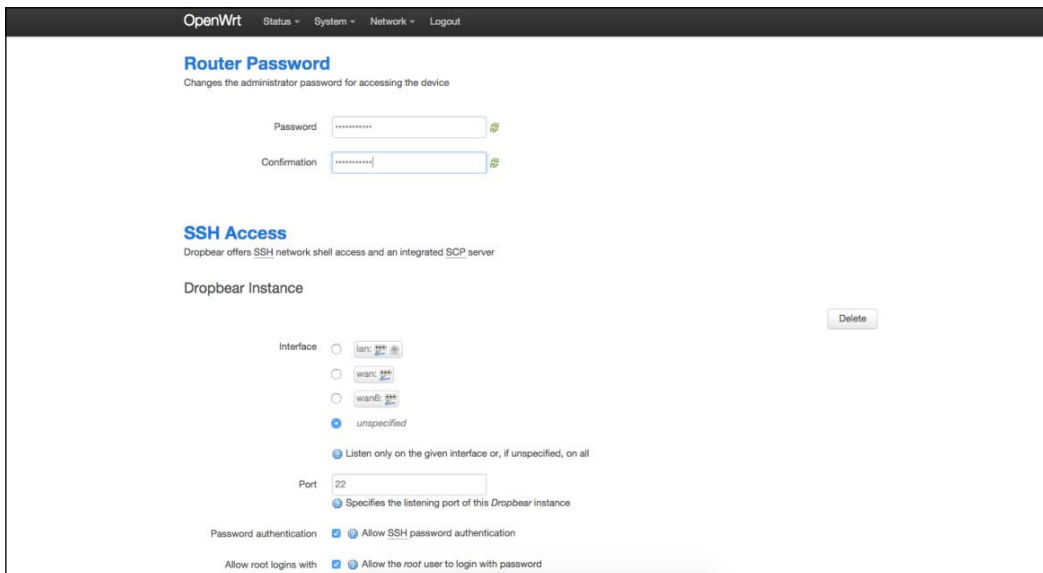 OpenWrt Status System Network Logout
Router Password
Changes the administrator password for accessing the device
Password •••••••••••
Confirmation •••••••••••
SSH Access
Dropbear offers SSH network shell access and an integrated SCP server
Dropbear Instance
Delete
Interface lan:
wan:
wan6:
unspecified
Listen only on the given interface or, if unspecified, on all
Port 22
Specifies the listening port of this Dropbear instance
Password authentication Allow SSH password authentication
Allow root logins with Allow the root user to login with password